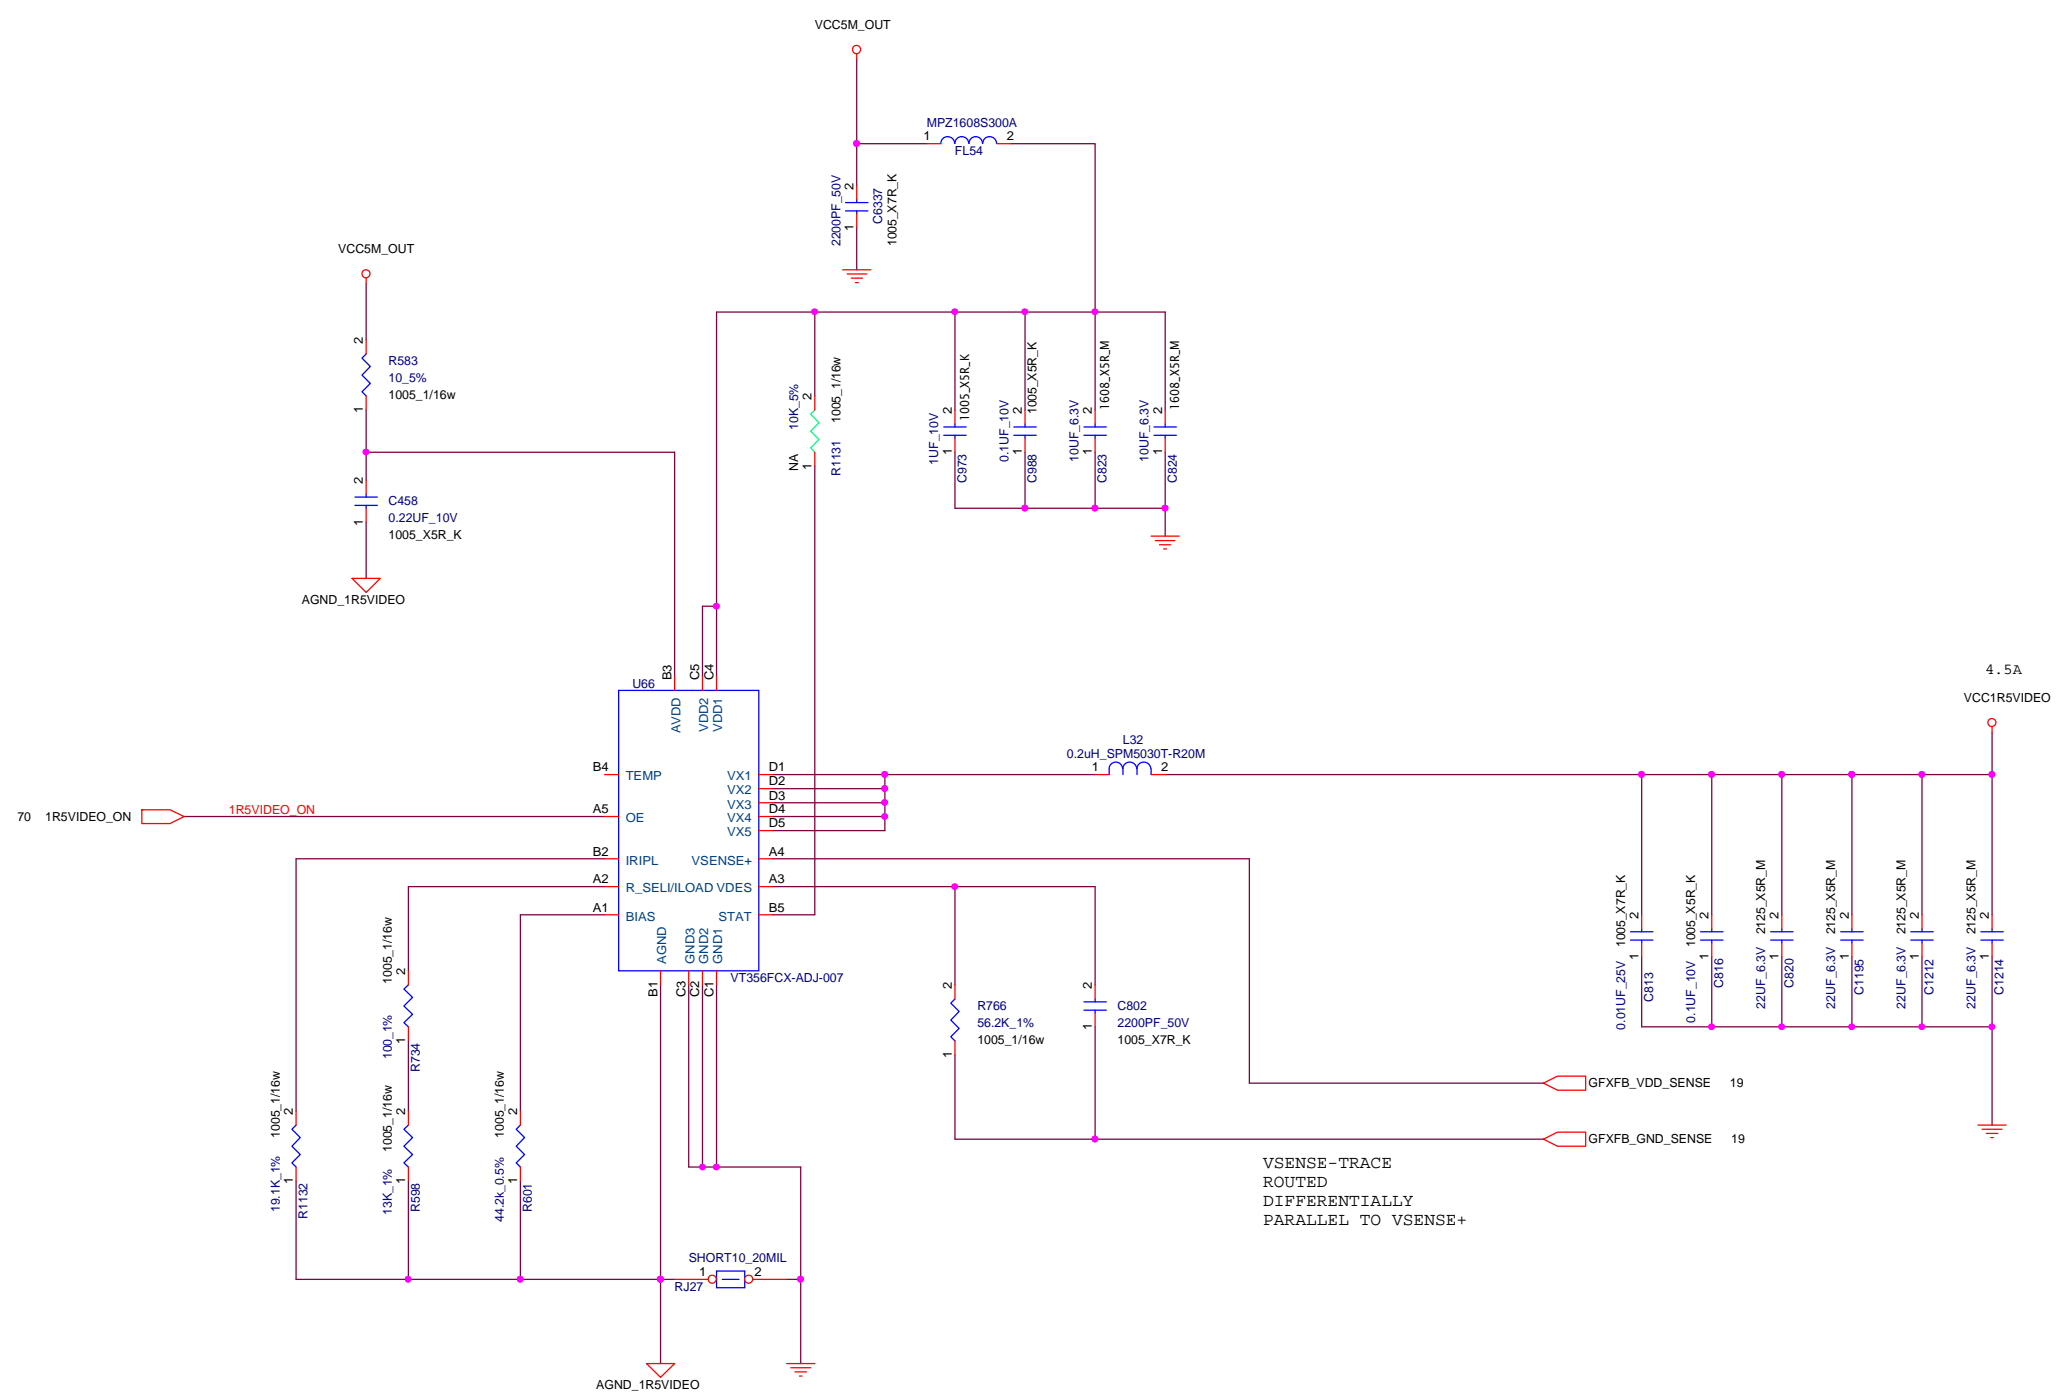 VCC5M_OUT
MPZ1608S300A
1
2
FL54
2200PF_50V
2
1
C6337
1005_X7R_K
VCC5M_OUT
2
R583
10_5%
1005_1/16w
1
2
C458
0.22UF_10V
1005_X5R_K
1
AGND_1R5VIDEO
10K_5%
NA
2
1
1005_1/16w
R1131
1UF_10V
2
1
1005_X5R_K
C973
0.1UF_10V
2
1
1005_X5R_K
C988
10UF_6.3V
2
1
1608_X5R_M
C823
10UF_6.3V
2
1
1608_X5R_M
C824
U66
B3
C5
C4
AVDD
VDD2
VDD1
B4
TEMP
A5
OE
B2
IRIPL
A2
R_SELI/ILOAD
A1
BIAS
VX1
D1
VX2
D2
VX3
D3
VX4
D4
VX5
D5
VSENSE+
A4
VDES
A3
STAT
B5
AGND
GND3
GND2
GND1
B1
C3
C2
C1
VT356FCX-ADJ-007
70
1R5VIDEO_ON
1R5VIDEO_ON
L32
0.2uH_SPM5030T-R20M
1
2
4.5A
VCC1R5VIDEO
0.01UF_25V
1005_X7R_K
2
1
C813
0.1UF_10V
1005_X5R_K
2
1
C816
22UF_6.3V
2125_X5R_M
2
1
C820
22UF_6.3V
2125_X5R_M
2
1
C1195
22UF_6.3V
2125_X5R_M
2
1
C1212
22UF_6.3V
2125_X5R_M
2
1
C1214
2
R766
56.2K_1%
1005_1/16w
1
2
C802
2200PF_50V
1005_X7R_K
1
100_1%
1005_1/16w
2
1
R734
19.1K_1%
1005_1/16w
2
1
R1132
13K_1%
1005_1/16w
2
1
R598
44.2k_0.5%
1005_1/16w
2
1
R601
GFXFB_VDD_SENSE
19
GFXFB_GND_SENSE
19
VSENSE-TRACE
ROUTED
DIFFERENTIALLY
PARALLEL TO VSENSE+
SHORT10_20MIL
1
2
RJ27
AGND_1R5VIDEO